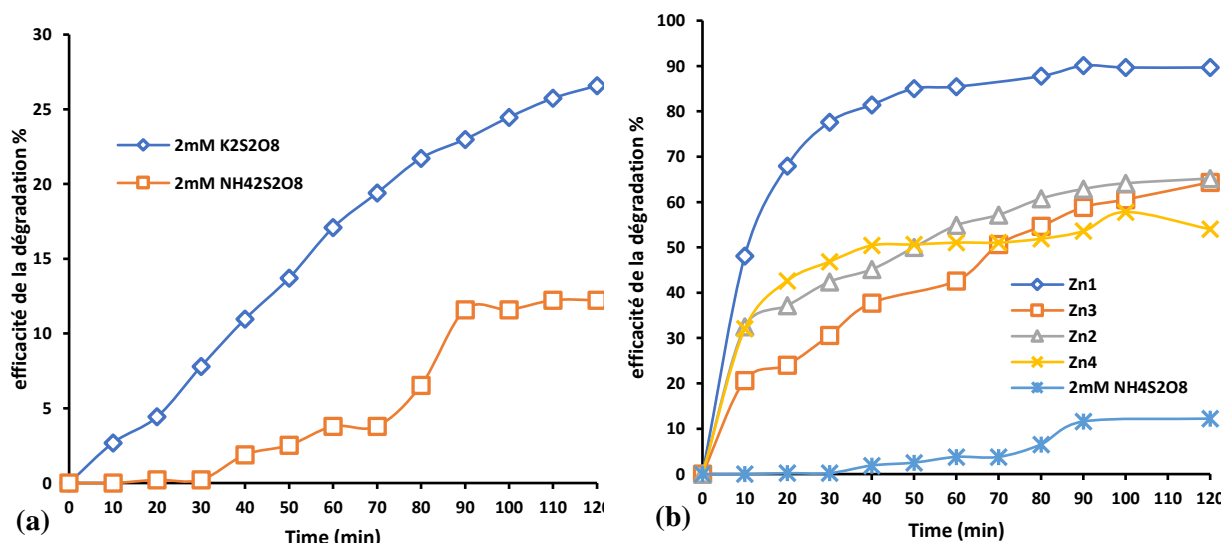 30
25
20
15
10
5
0
efficacité de la dégradation %
2mM K2S2O8
2mM NH42S2O8
0 10 20 30 40 50 60 70 80 90 100 110 120
Time (min)
(a)
100
90
80
70
60
50
40
30
20
10
0
efficacité de la dégradation %
Zn1
Zn3
Zn2
Zn4
2mM NH4S2O8
0 10 20 30 40 50 60 70 80 90 100 110 120
Time (min)
(b)